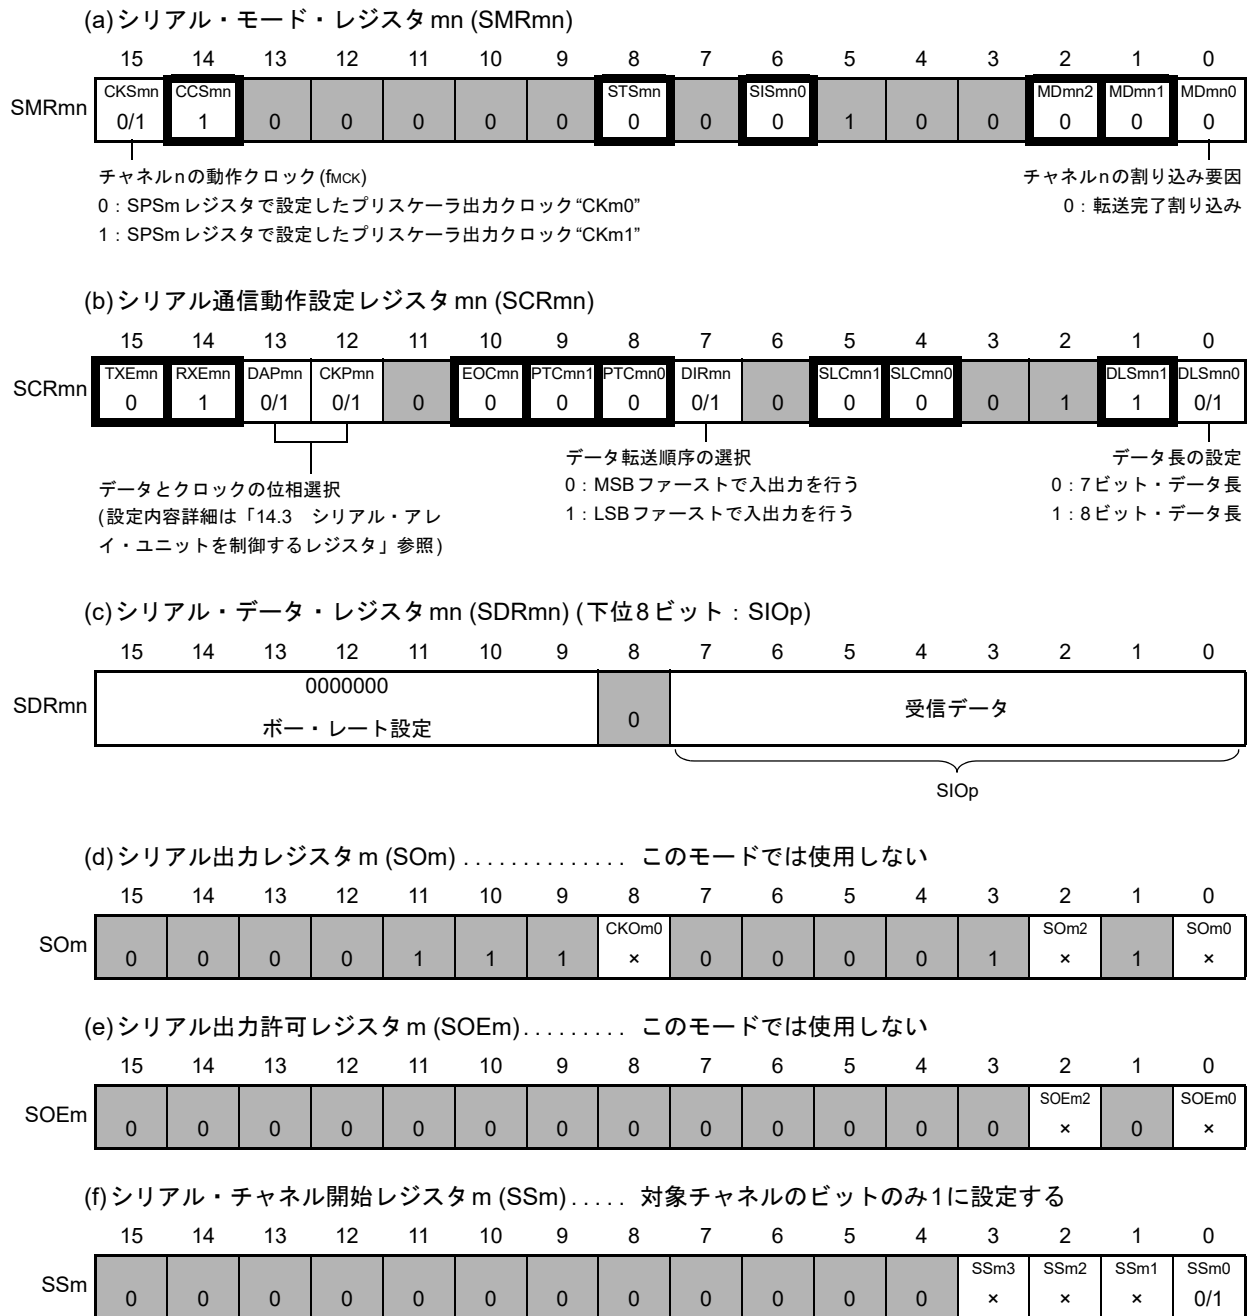 (a)シリアル・モード・レジスタmn (SMRmn)
15 14 13 12 11 10 9 8 7 6 5 4 3 2 1 0
CKSmn CCSmn STSmn SISmn0 MDmn2 MDmn1 MDmn0
SMRmn 0/1 1 0 0 0 0 0 0 0 0 1 0 0 0 0 0
チャネルnの動作クロック(fMCK)
0：SPSmレジスタで設定したプリスケーラ出力クロック“CKm0”
1：SPSmレジスタで設定したプリスケーラ出力クロック“CKm1”
チャネルnの割り込み要因
0：転送完了割り込み
(b)シリアル通信動作設定レジスタmn (SCRmn)
15 14 13 12 11 10 9 8 7 6 5 4 3 2 1 0
TXEmn RXEmn DAPmn CKPmn EOCmn PTCmn1 PTCmn0 DIRmn SLCmn1 SLCmn0 DLSmn1 DLSmn0
SCRmn 0 1 0/1 0/1 0 0 0 0 0/1 0 0 0 0 1 1 0/1
データとクロックの位相選択
(設定内容詳細は「14.3　シリアル・アレ
イ・ユニットを制御するレジスタ」参照)
データ転送順序の選択
0：MSBファーストで入出力を行う
1：LSBファーストで入出力を行う
データ長の設定
0：7ビット・データ長
1：8ビット・データ長
(c)シリアル・データ・レジスタmn (SDRmn) (下位8ビット：SIOp)
15 14 13 12 11 10 9 8 7 6 5 4 3 2 1 0
0000000
SDRmn ボー・レート設定 0 受信データ
SIOp
(d)シリアル出力レジスタm (SOm) . . . . . . . . . . . . . . このモードでは使用しない
15 14 13 12 11 10 9 8 7 6 5 4 3 2 1 0
CKOm0 SOm2 SOm0
SOm 0 0 0 0 1 1 1 × 0 0 0 0 1 × 1 ×
(e)シリアル出力許可レジスタm (SOEm). . . . . . . . . このモードでは使用しない
15 14 13 12 11 10 9 8 7 6 5 4 3 2 1 0
SOEm2 SOEm0
SOEm 0 0 0 0 0 0 0 0 0 0 0 0 0 × 0 ×
(f)シリアル・チャネル開始レジスタm (SSm) . . . . . 対象チャネルのビットのみ1に設定する
15 14 13 12 11 10 9 8 7 6 5 4 3 2 1 0
SSm3 SSm2 SSm1 SSm0
SSm 0 0 0 0 0 0 0 0 0 0 0 0 × × × 0/1